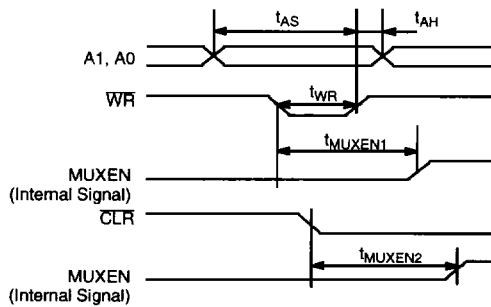 tAS
tAH
A1, A0
WR
tWR
tMUXEN1
MUXEN
(Internal Signal)
CLR
tMUXEN2
MUXEN
(Internal Signal)